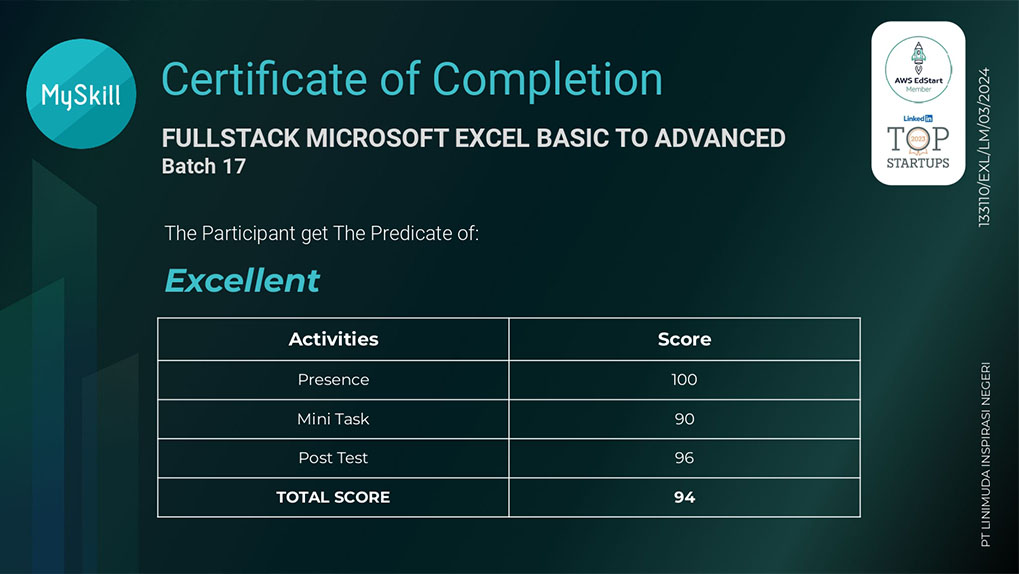 MySkill
Certificate of Completion
FULLSTACK MICROSOFT EXCEL BASIC TO ADVANCED
Batch 17
AWS EdStart
Member
Linked in
TOP
2023
STARTUPS
133110/EXL/LM/03/2024
The Participant get The Predicate of:
Excellent
Activities Score
Presence 100
Mini Task 90
Post Test 96
TOTAL SCORE 94
PT LINIMUDA INSPIRASI NEGERI